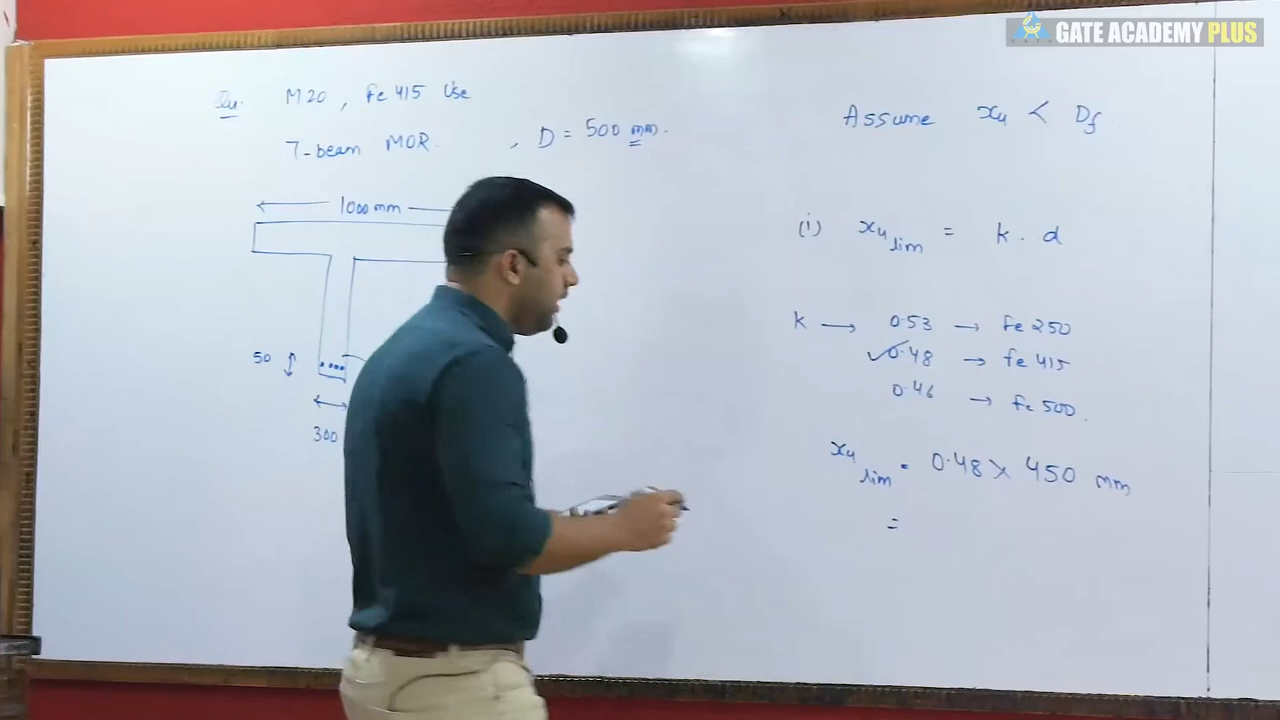 GATE ACADEMY PLUS
Qu. M20 , fe 415 Use
T-beam MOR. , D = 500 mm.
1000 mm
50
300
Assume xu < Df
(i) xu lim = k . d
k → 0.53 → fe 250
✓0.48 → fe 415
0.46 → fe 500.
xu lim = 0.48 x 450 mm
=